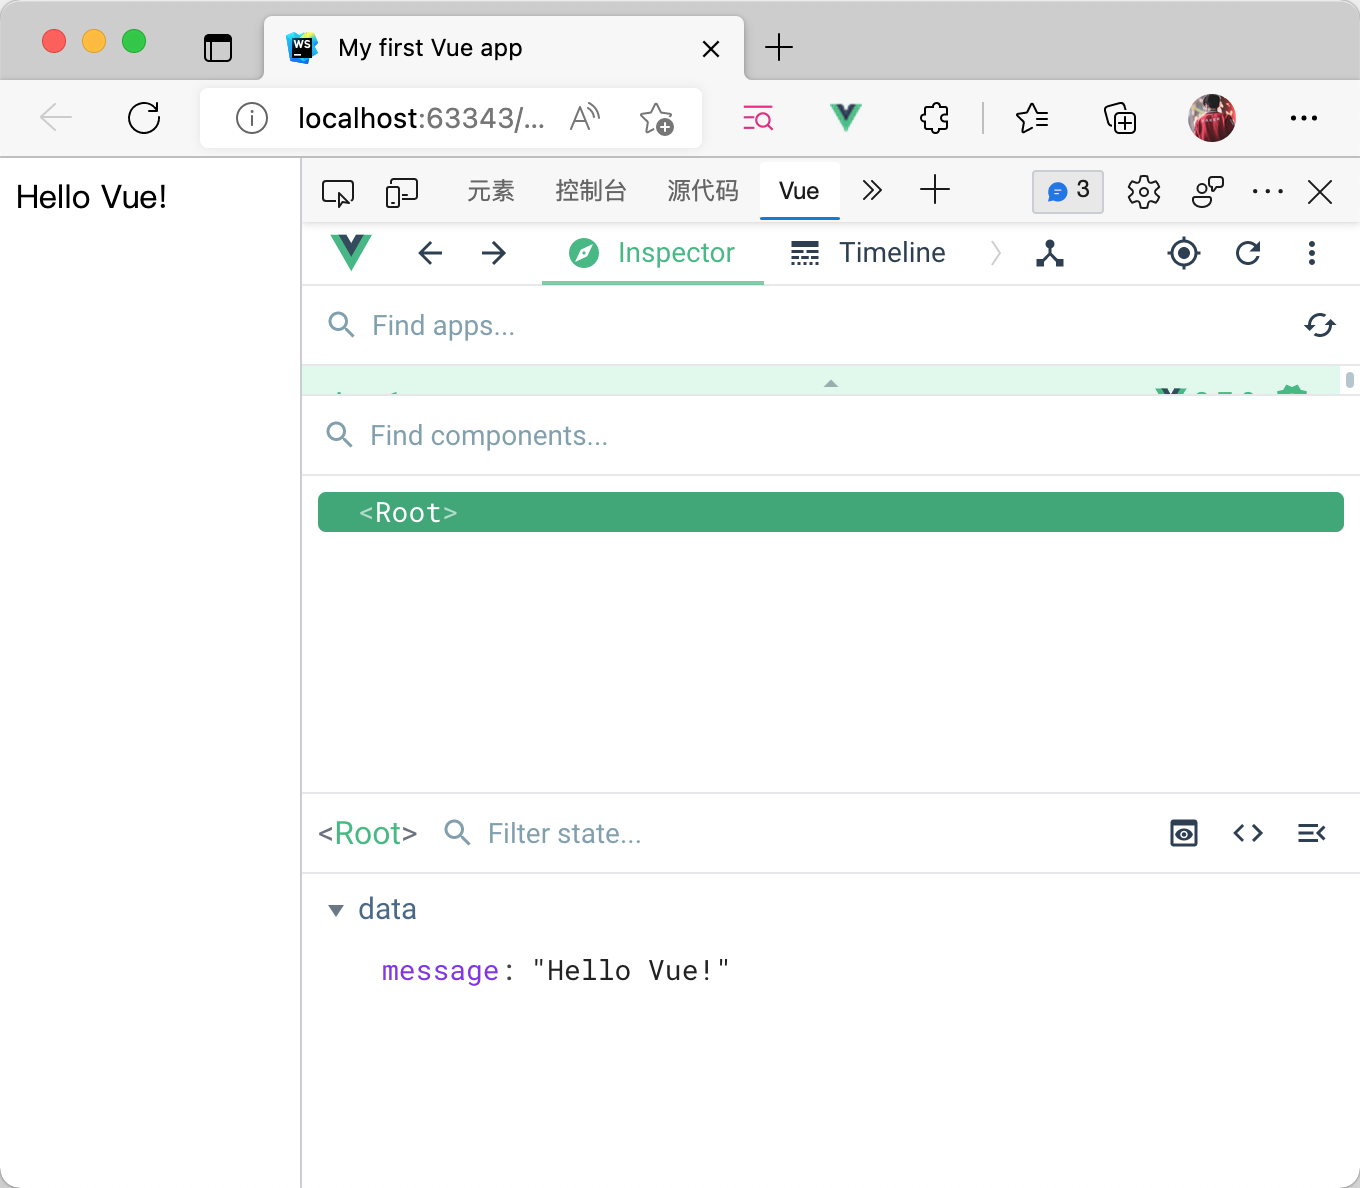 WS
My first Vue app
localhost:63343/...
Hello Vue!
元素
控制台
源代码
Vue
3
Inspector
Timeline
Find apps...
Find components...
<Root>
<Root>
Filter state...
data
message: "Hello Vue!"